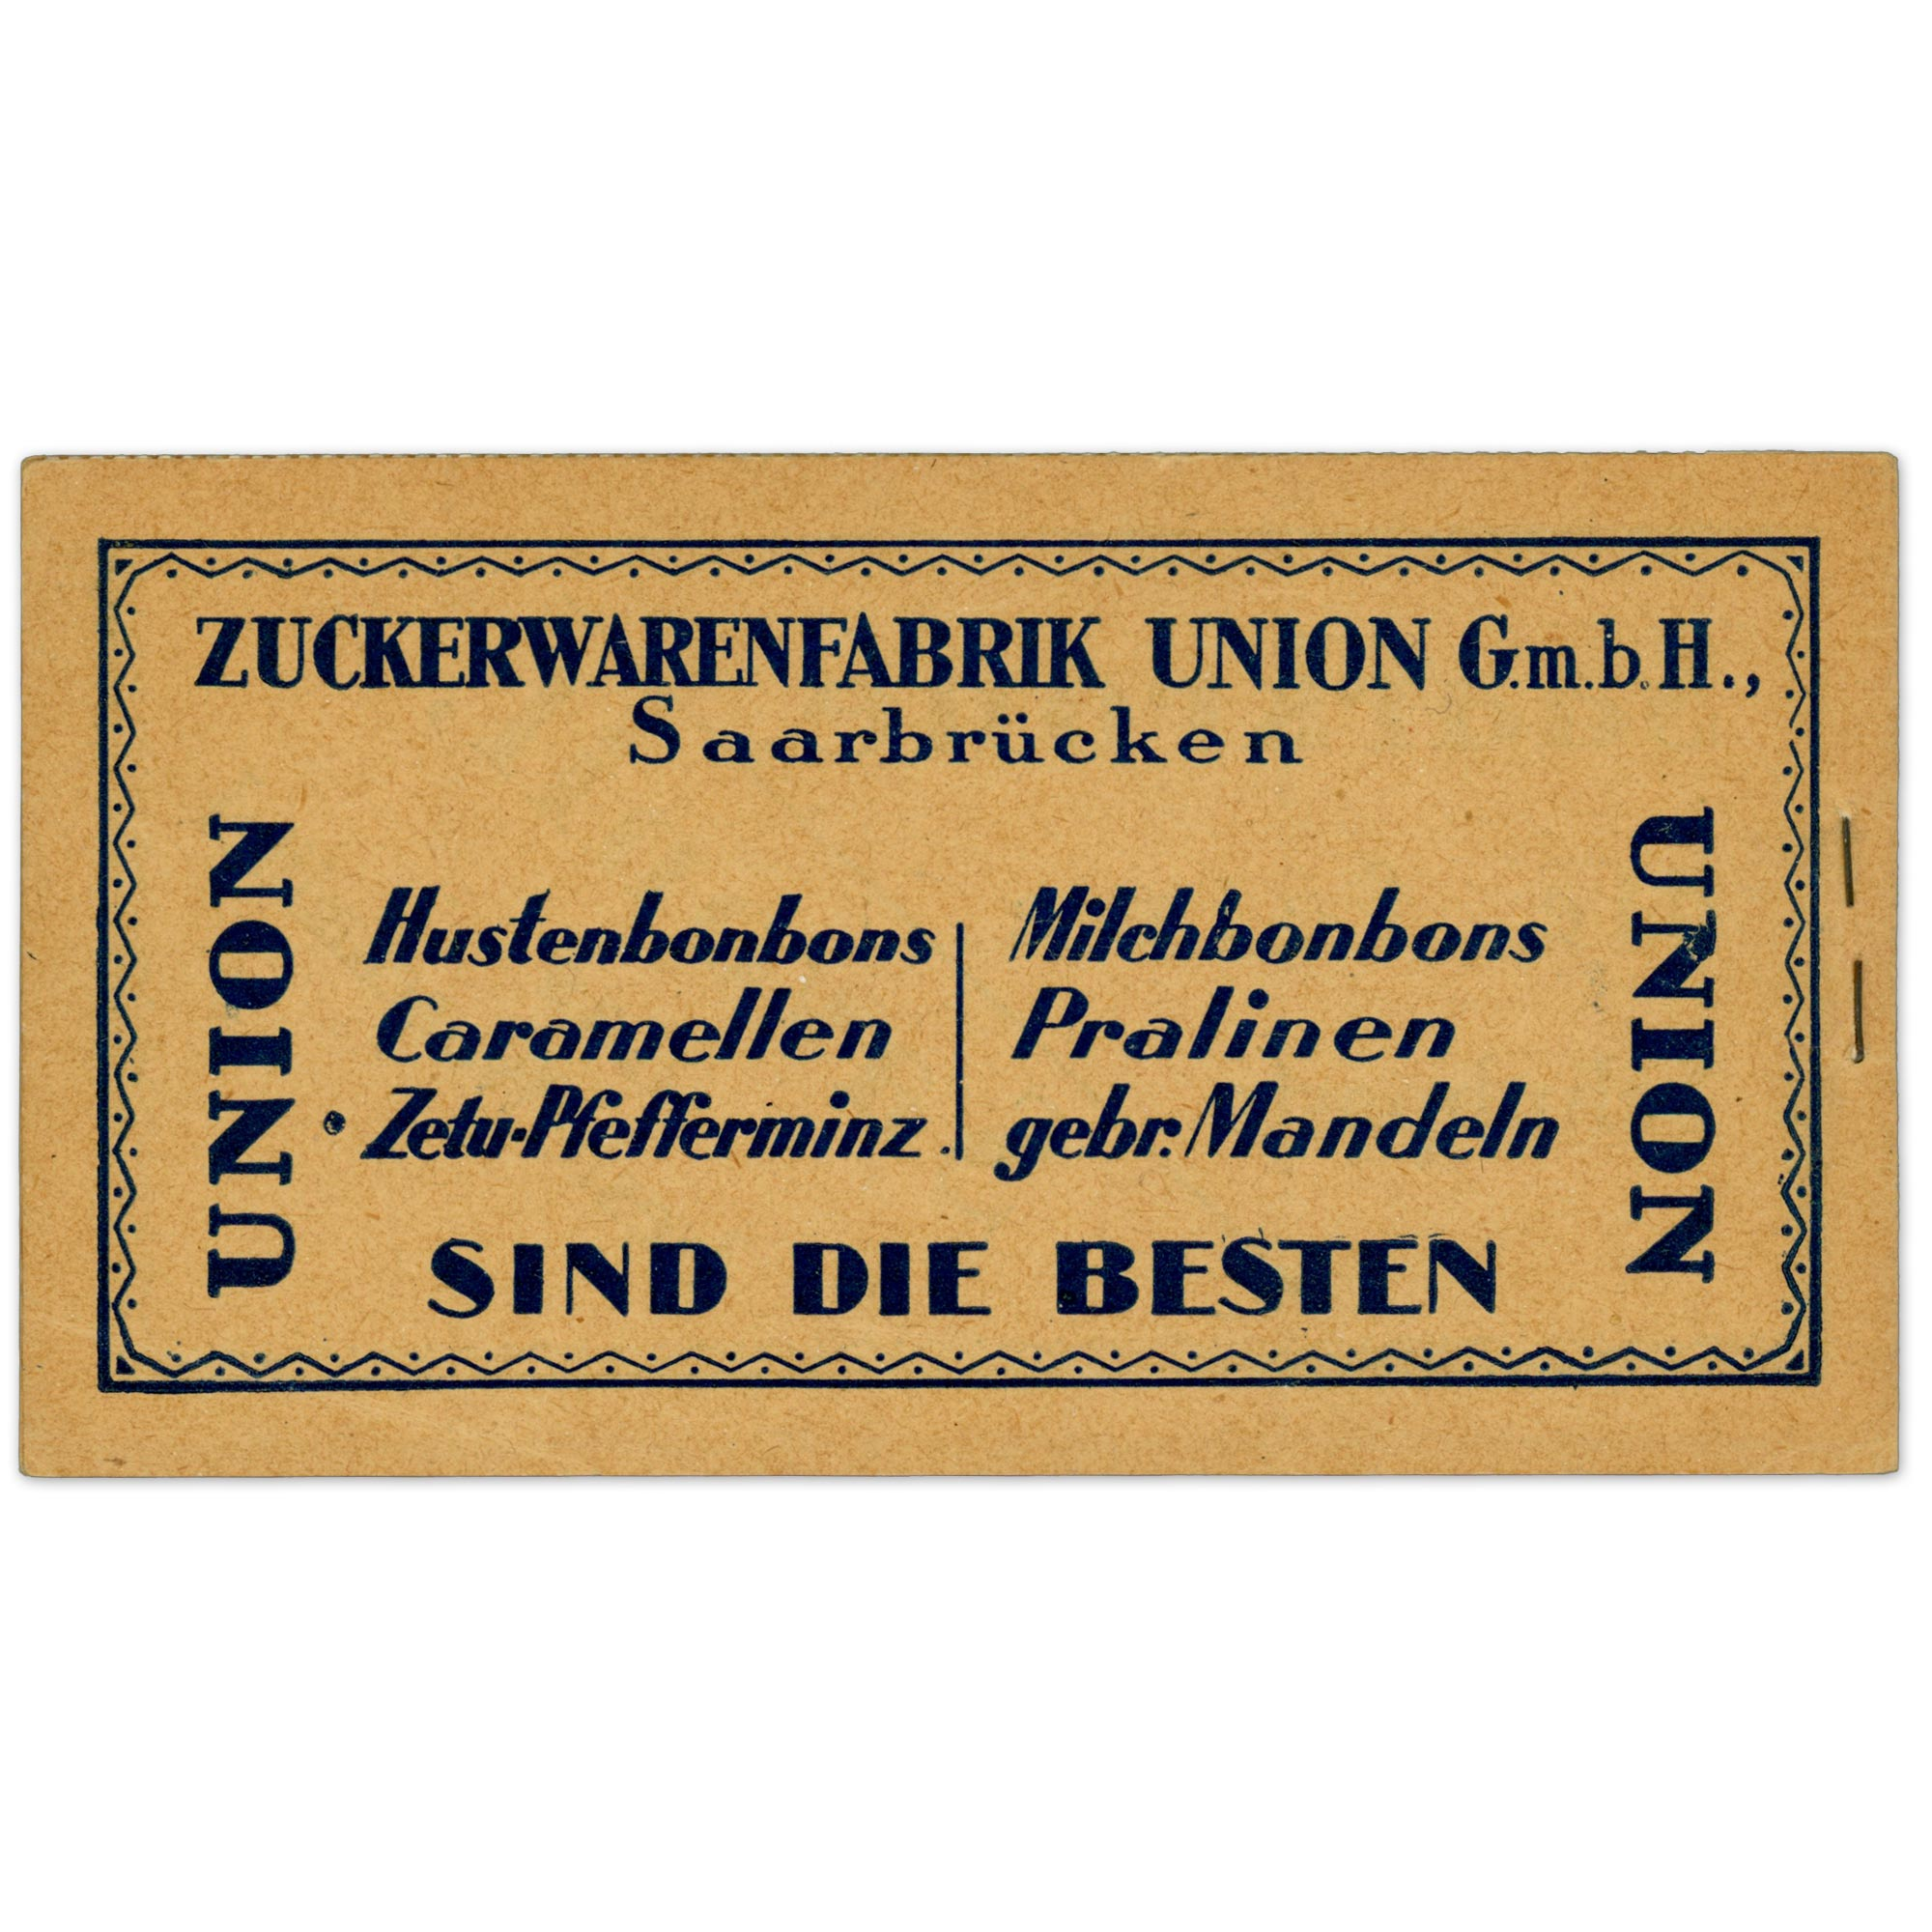 ZUCKERWARENFABRIK UNION G.m.b.H.,
Saarbrücken
UNION
Hustenbonbons
Caramellen
Zetu-Pfefferminz.
Milchbonbons
Pralinen
gebr. Mandeln
UNION
SIND DIE BESTEN